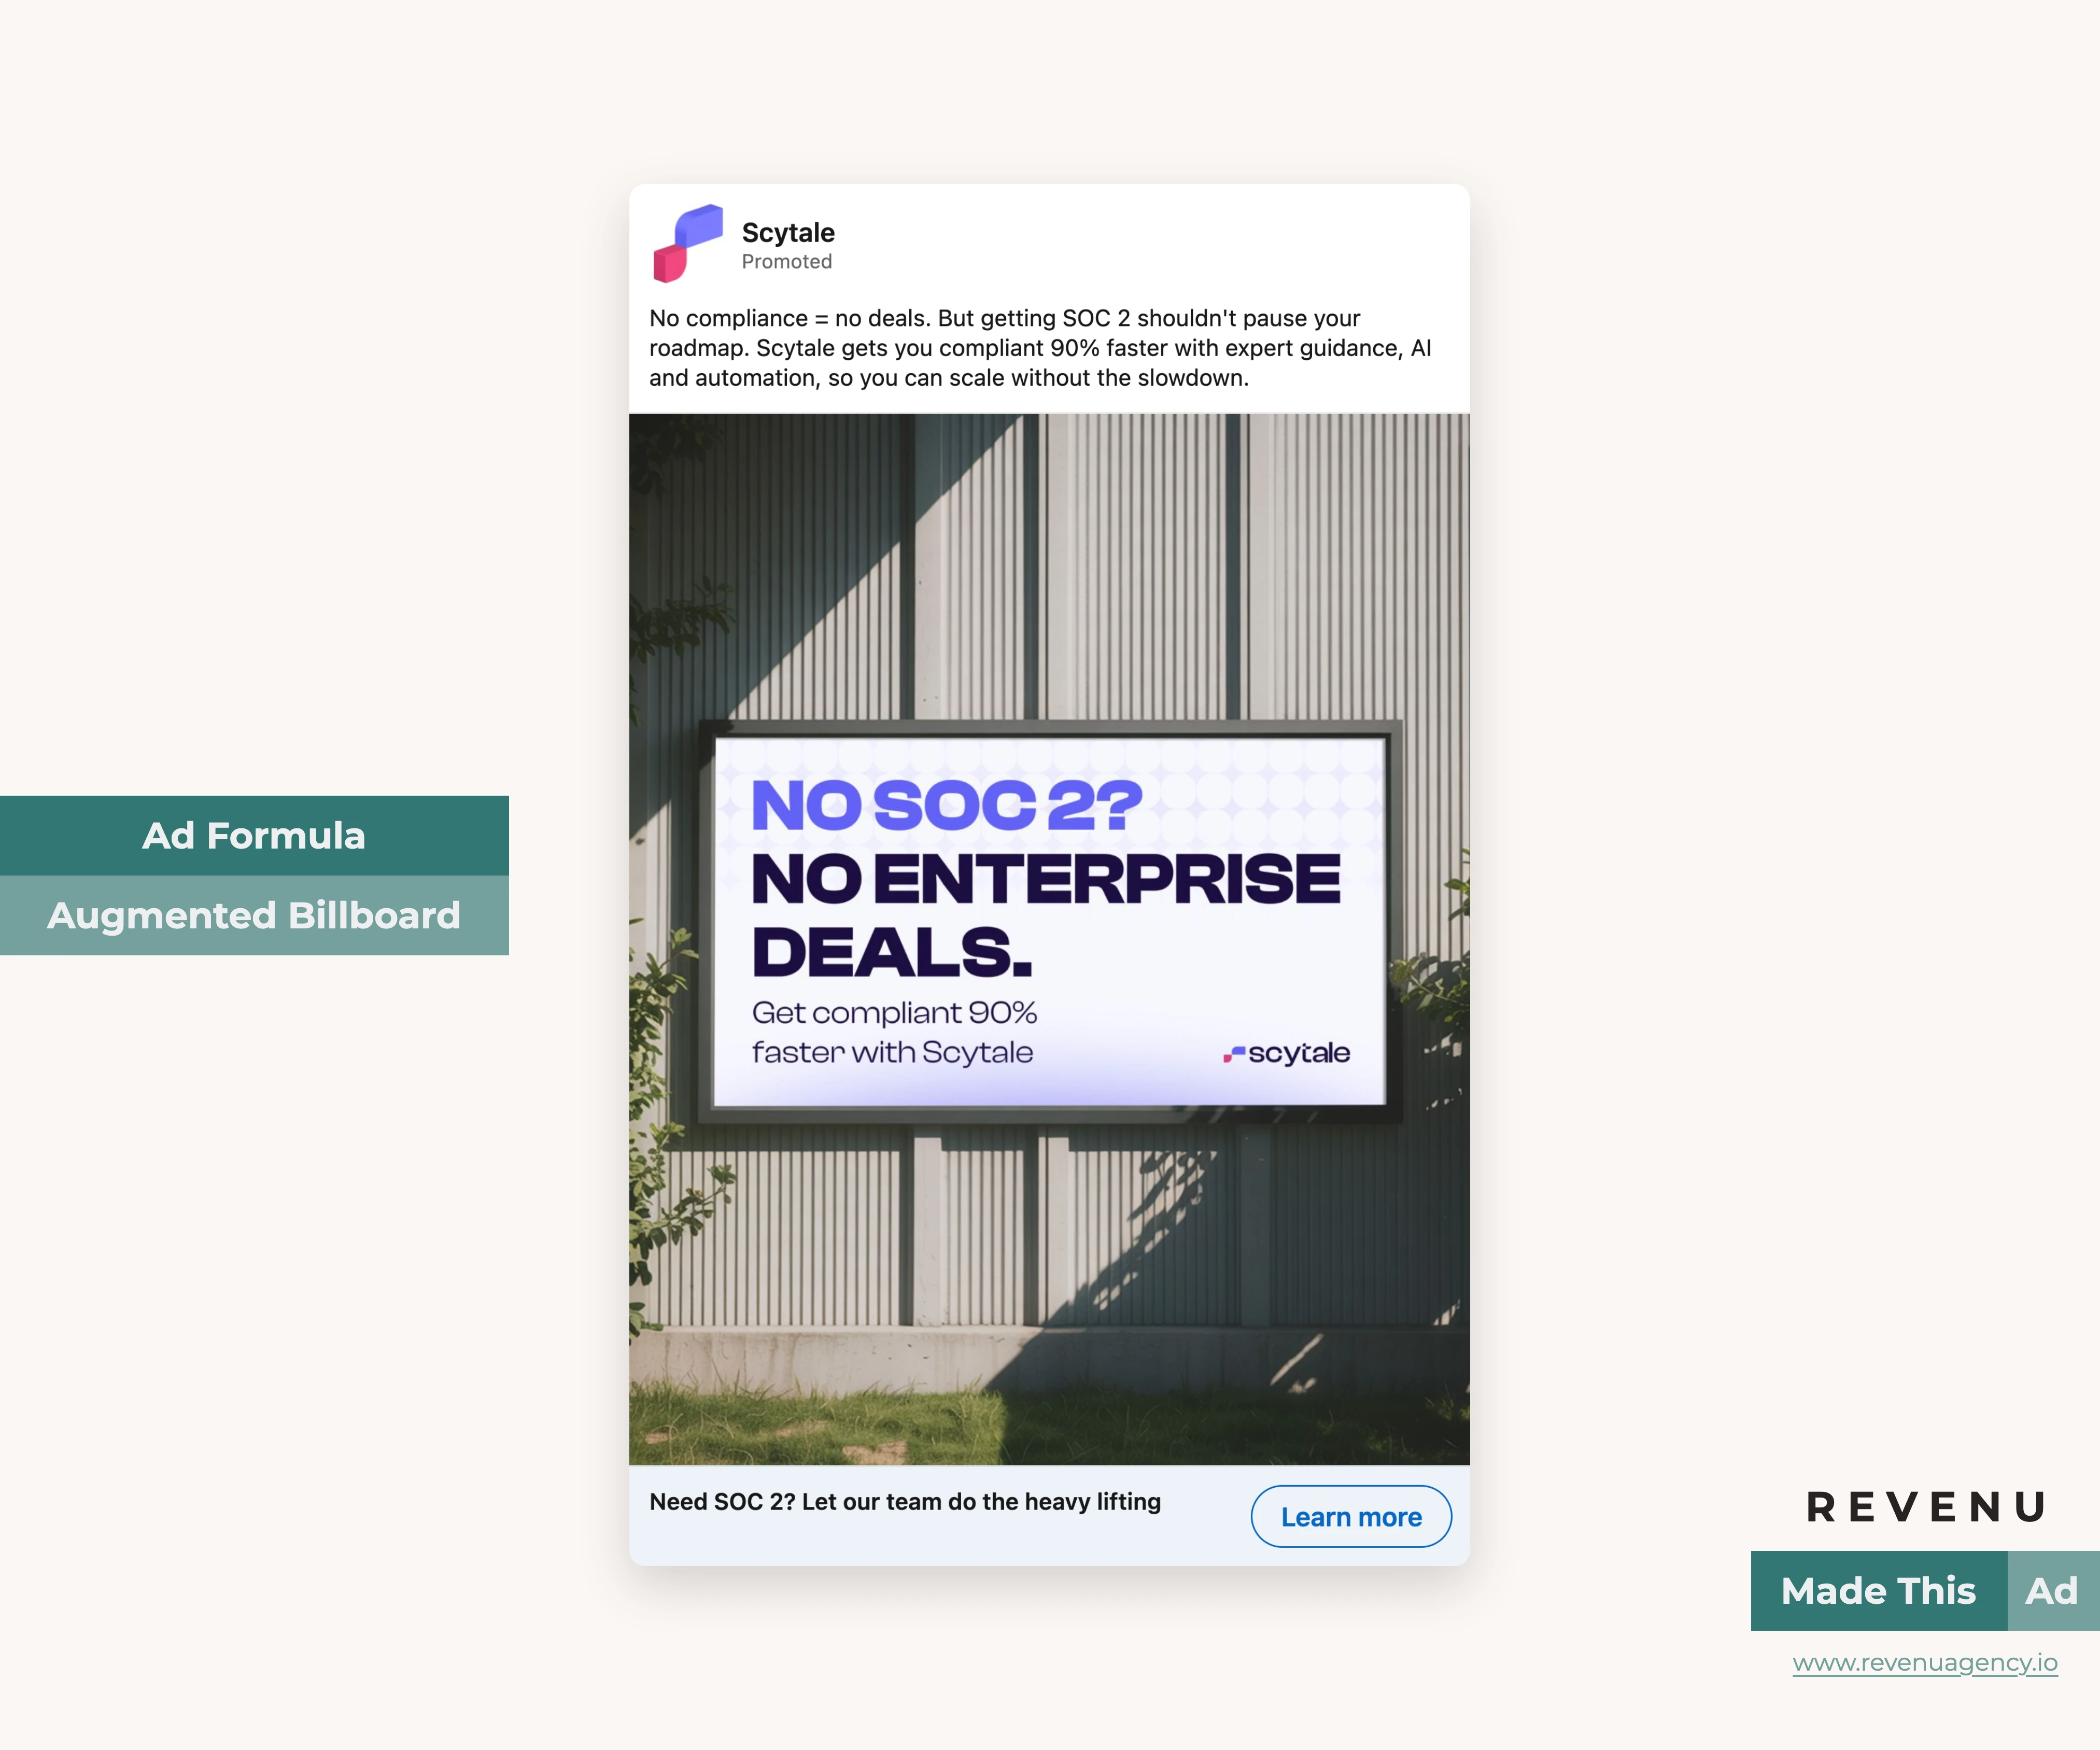 Scytale
Promoted
No compliance = no deals. But getting SOC 2 shouldn't pause your
roadmap. Scytale gets you compliant 90% faster with expert guidance, AI
and automation, so you can scale without the slowdown.
NO SOC 2?
NO ENTERPRISE
DEALS.
Get compliant 90%
faster with Scytale
scytale
Need SOC 2? Let our team do the heavy lifting
Learn more
Ad Formula
Augmented Billboard
REVENU
Made This Ad
www.revenuagency.io